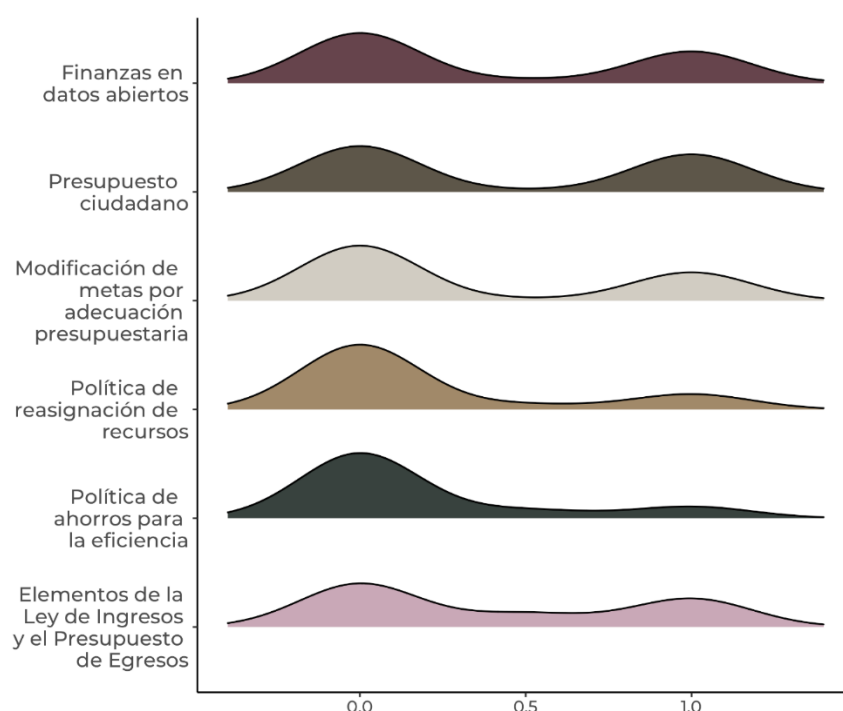 Finanzas en
datos abiertos
Presupuesto
ciudadano
Modificación de
metas por
adecuación
presupuestaria
Política de
reasignación de
recursos
Política de
ahorros para
la eficiencia
Elementos de la
Ley de Ingresos
y el Presupuesto
de Egresos
0.0 0.5 1.0